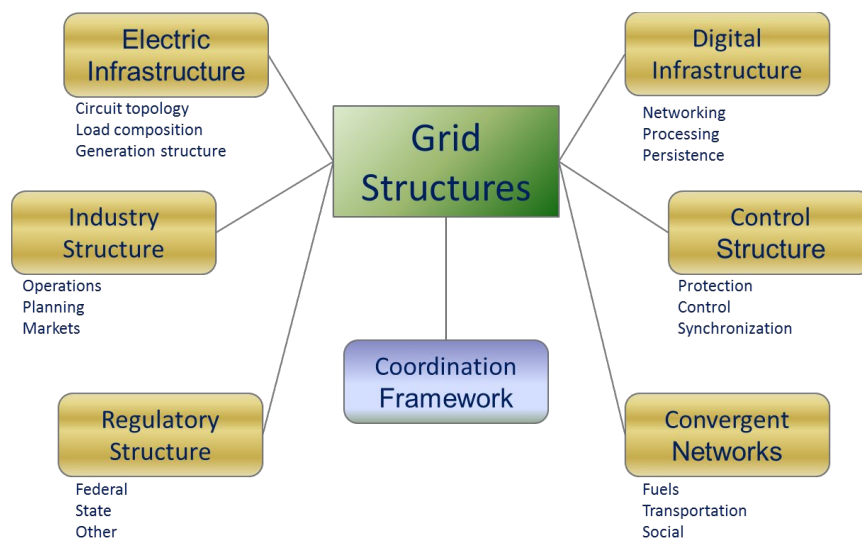 Electric
Infrastructure
Circuit topology
Load composition
Generation structure
Digital
Infrastructure
Networking
Processing
Persistence
Grid
Structures
Industry
Structure
Operations
Planning
Markets
Control
Structure
Protection
Control
Synchronization
Coordination
Framework
Regulatory
Structure
Federal
State
Other
Convergent
Networks
Fuels
Transportation
Social